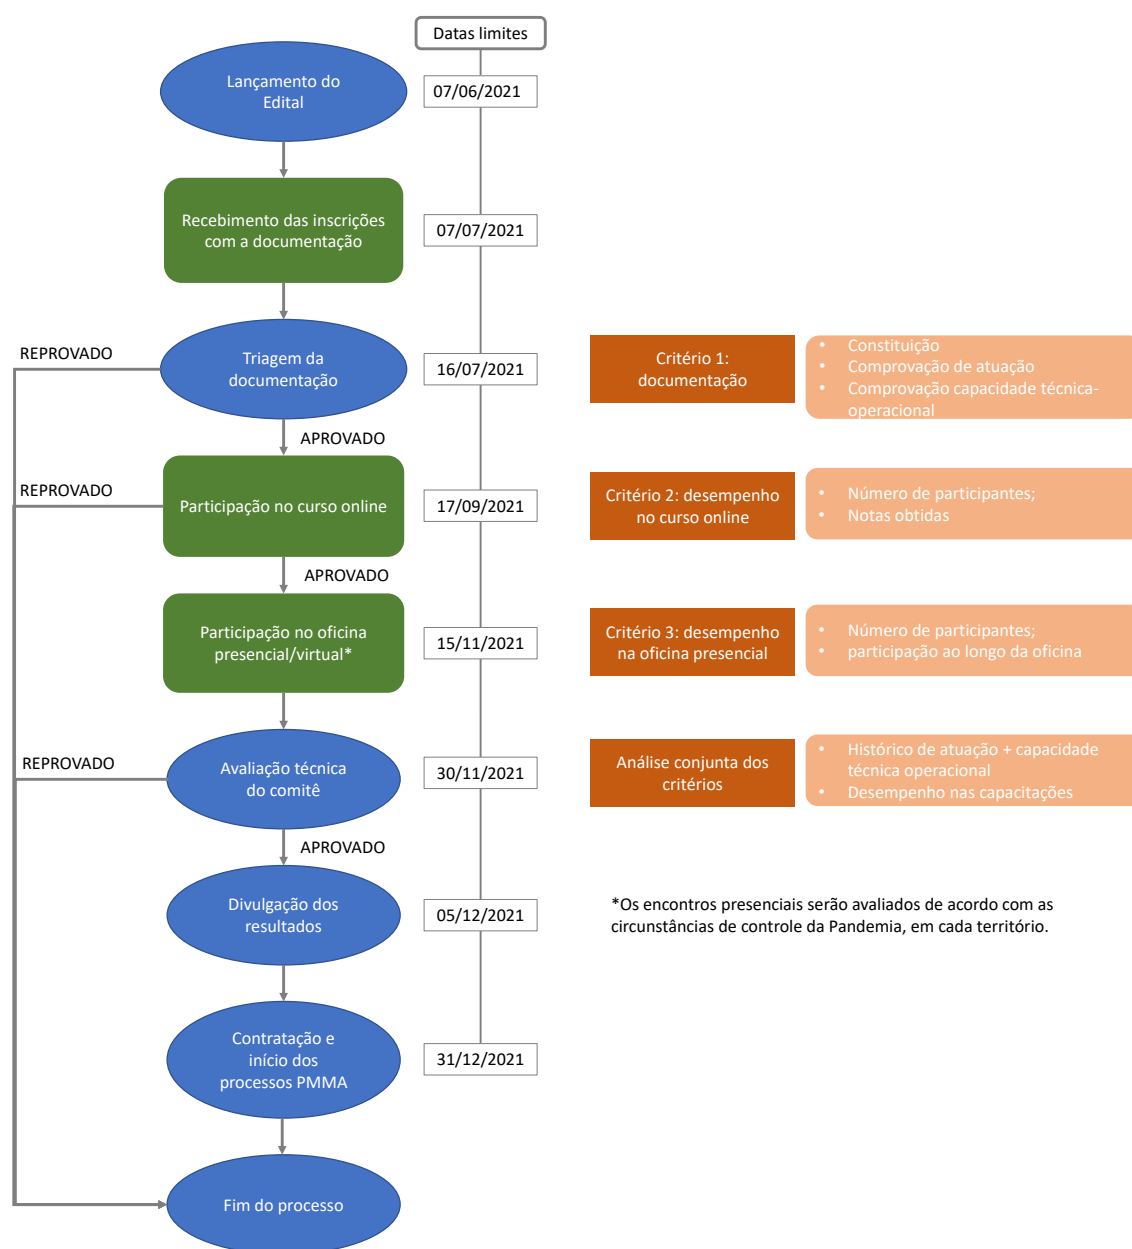 Datas limites
Lançamento do
Edital
07/06/2021
Recebimento das inscrições
com a documentação
07/07/2021
REPROVADO
Triagem da
documentação
16/07/2021
Critério 1:
documentação
• Constituição
• Comprovação de atuação
• Comprovação capacidade técnica-
operacional
APROVADO
REPROVADO
Participação no curso online
17/09/2021
Critério 2: desempenho
no curso online
• Número de participantes;
• Notas obtidas
APROVADO
Participação no oficina
presencial/virtual*
15/11/2021
Critério 3: desempenho
na oficina presencial
• Número de participantes;
• participação ao longo da oficina
REPROVADO
Avaliação técnica
do comitê
30/11/2021
Análise conjunta dos
critérios
• Histórico de atuação + capacidade
técnica operacional
• Desempenho nas capacitações
APROVADO
Divulgação dos
resultados
05/12/2021
*Os encontros presenciais serão avaliados de acordo com as
circunstâncias de controle da Pandemia, em cada território.
Contratação e
início dos
processos PMMA
31/12/2021
Fim do processo